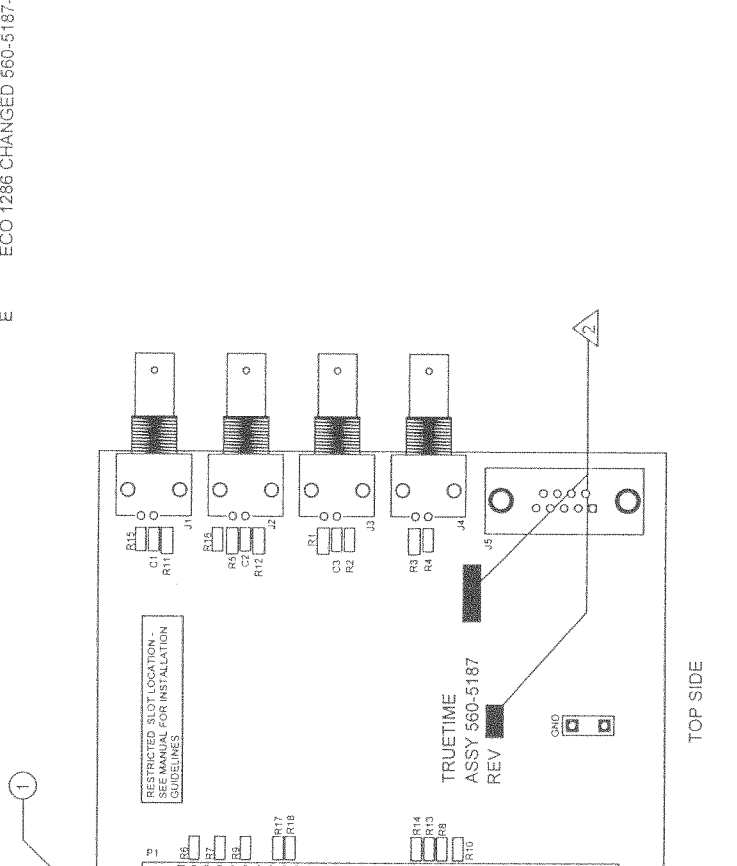 E ECO 1286 CHANGED 560-5187-
2
J1
J2
J3
J4
J5
R15
C1
R11
R16
R5
C2
R12
R1
C3
R2
R3
R4
RESTRICTED SLOT LOCATION -
SEE MANUAL FOR INSTALLATION
GUIDELINES
TRUETIME
ASSY 560-5187
REV
GND
TOP SIDE
1
P1
R6
R7
R9
R17
R18
R14
R13
R8
R10